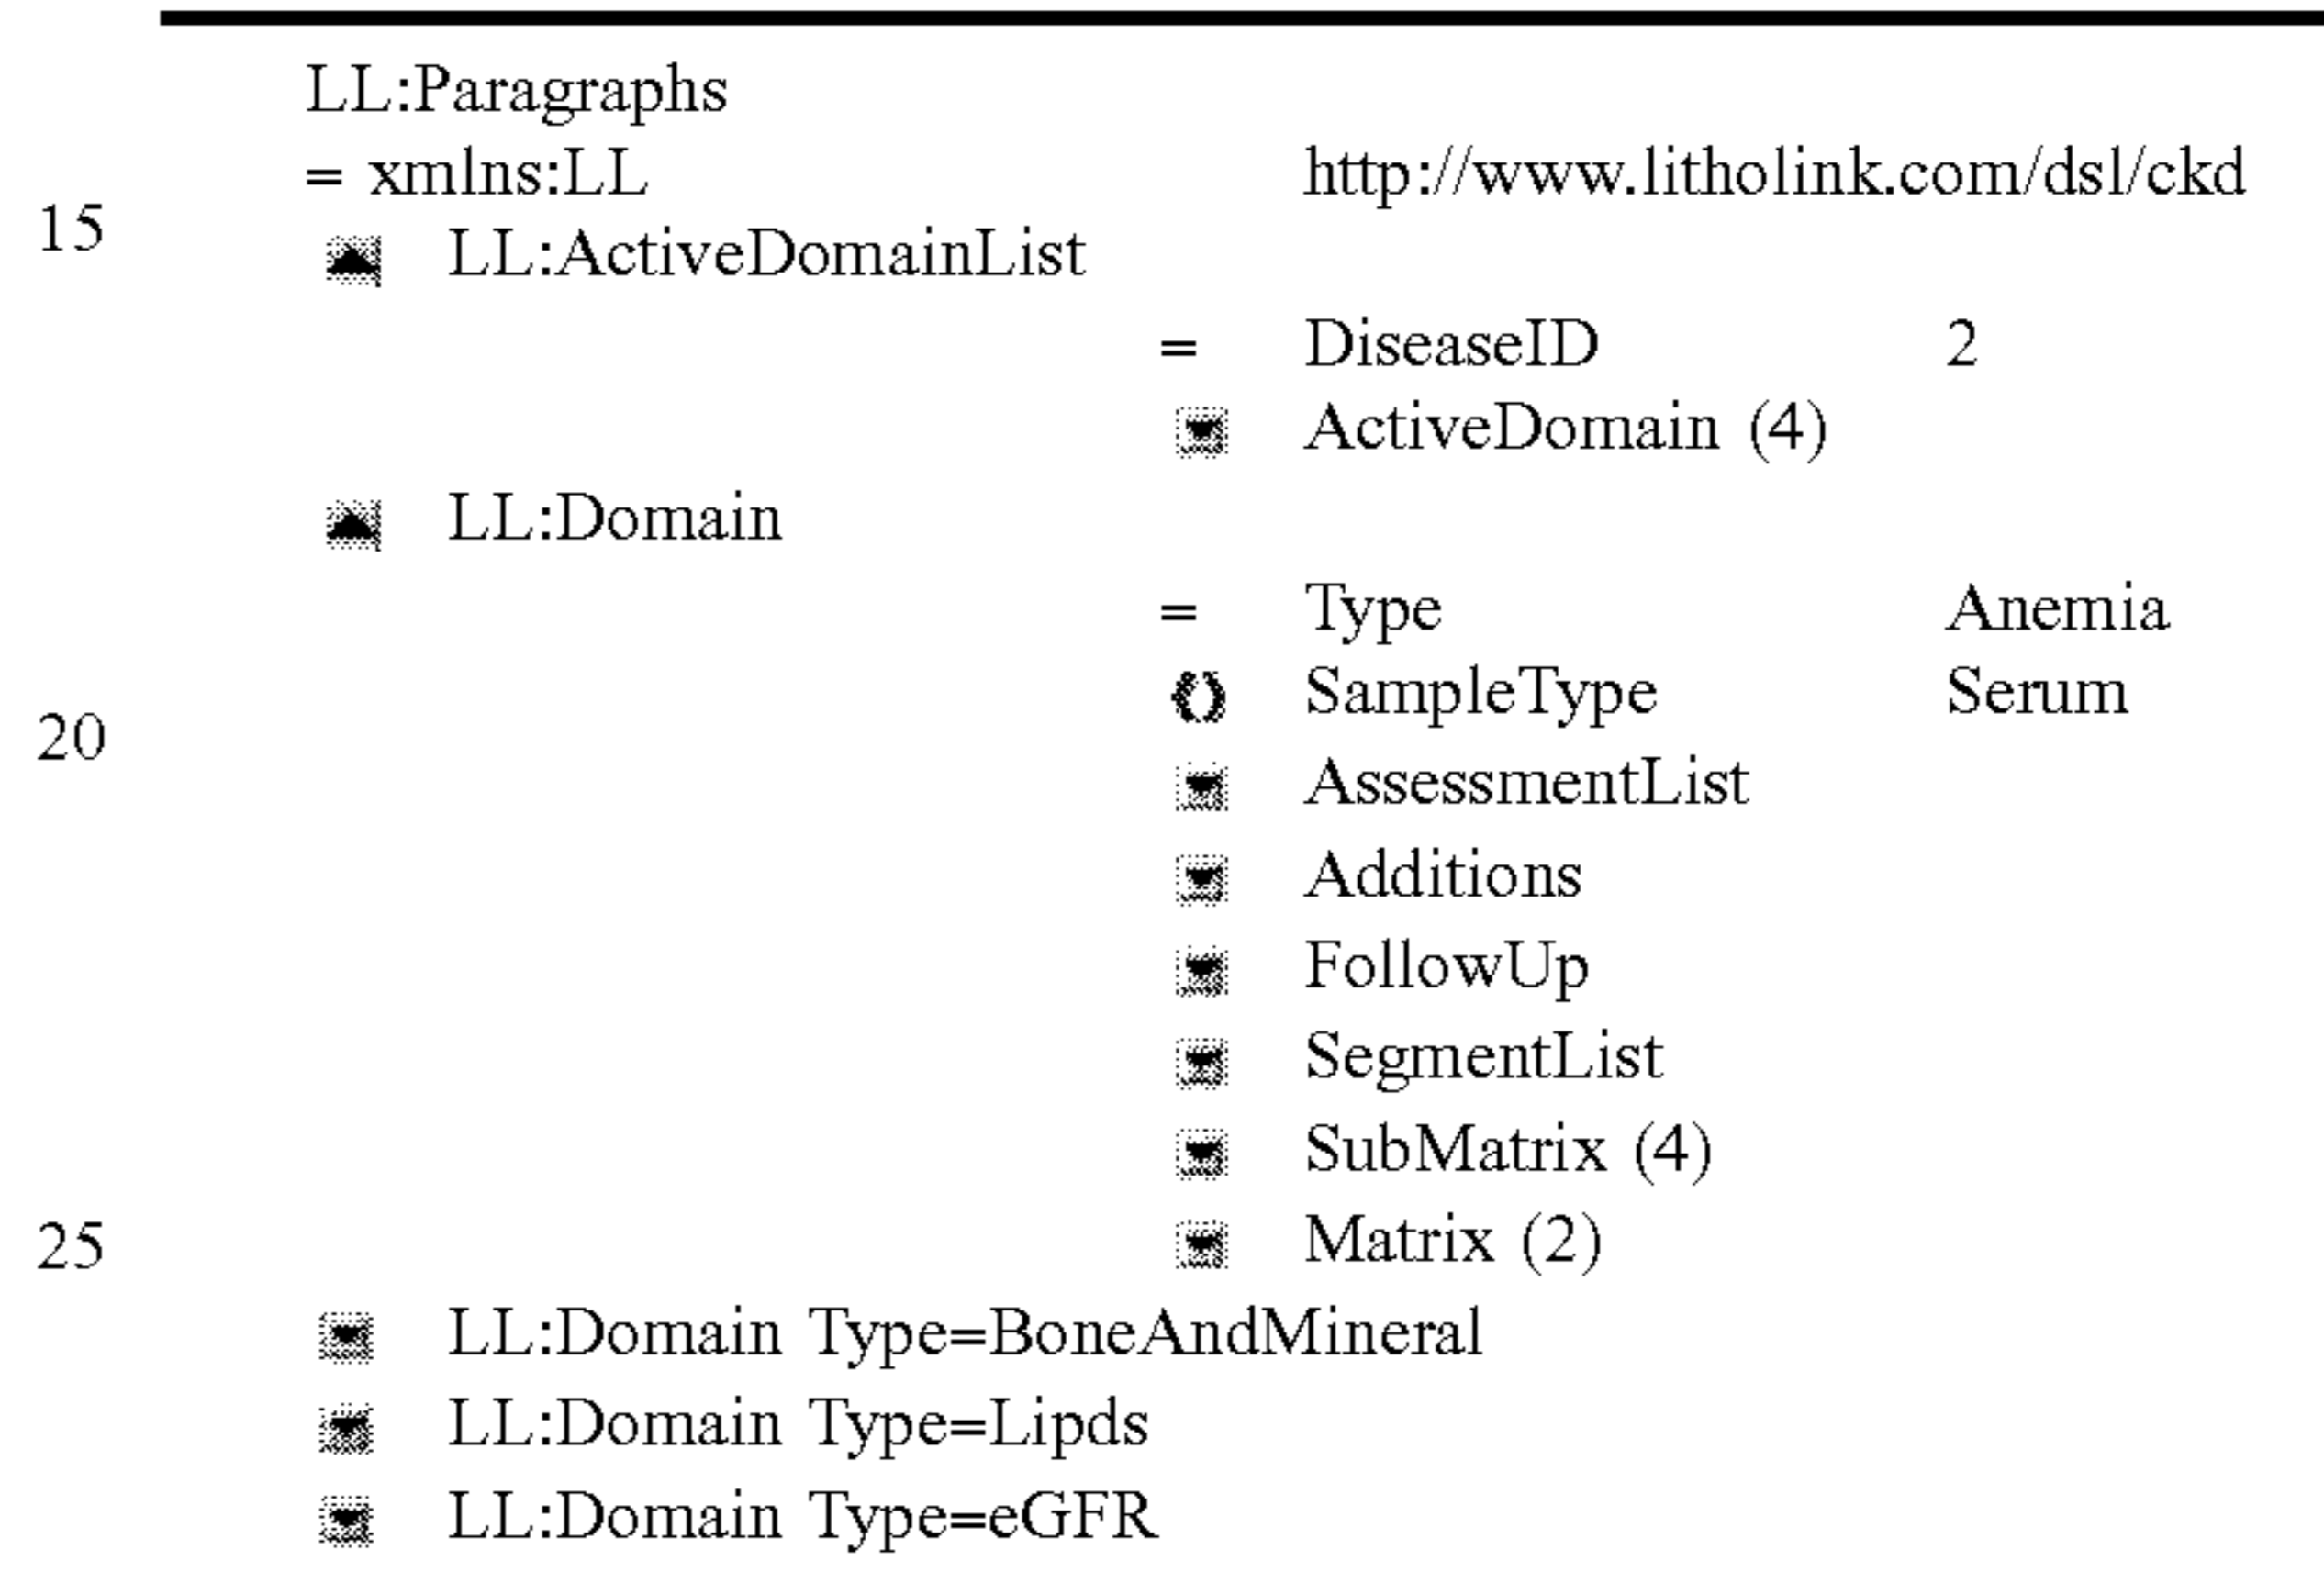 LL:Paragraphs
= xmlns:LL http://www.litholink.com/dsl/ckd
15
LL:ActiveDomainList
= DiseaseID 2
ActiveDomain (4)
LL:Domain
= Type Anemia
SampleType Serum
20
AssessmentList
Additions
FollowUp
SegmentList
SubMatrix (4)
25 Matrix (2)
LL:Domain Type=BoneAndMineral
LL:Domain Type=Lipds
LL:Domain Type=eGFR